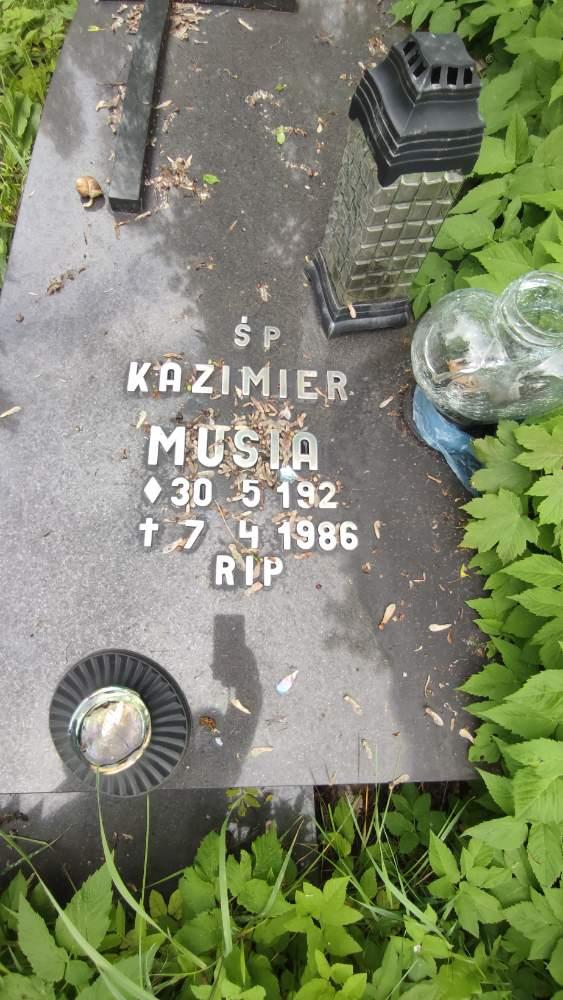 ŚP
KAZIMIER
MUSIA
30 5 192
7 4 1986
RIP